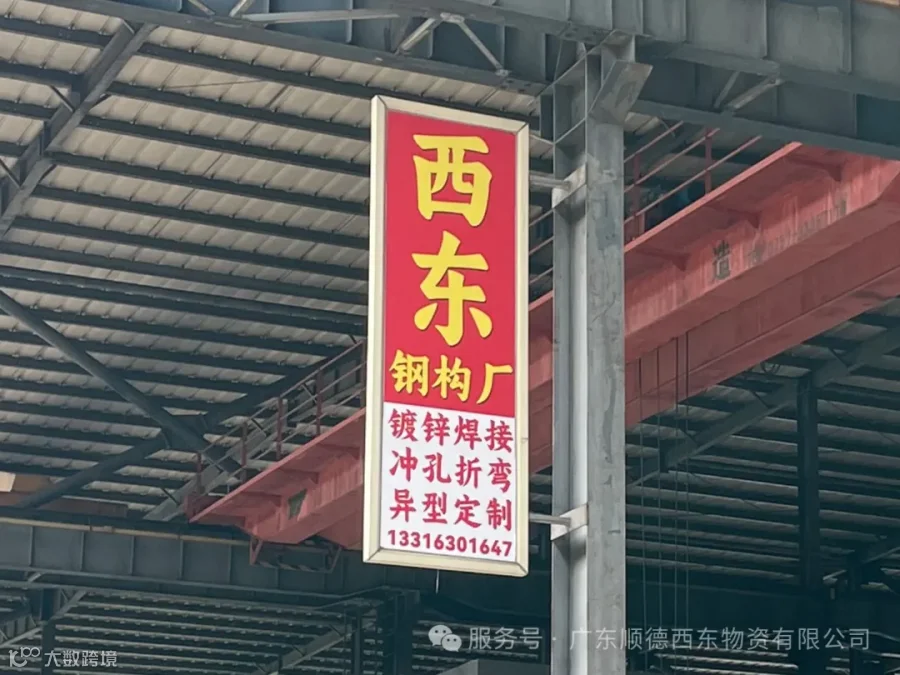 西
东
钢构厂
镀锌焊接
冲孔折弯
异型定制
13316301647
造
服务号 · 广东顺德西东物资有限公司
大数跨境